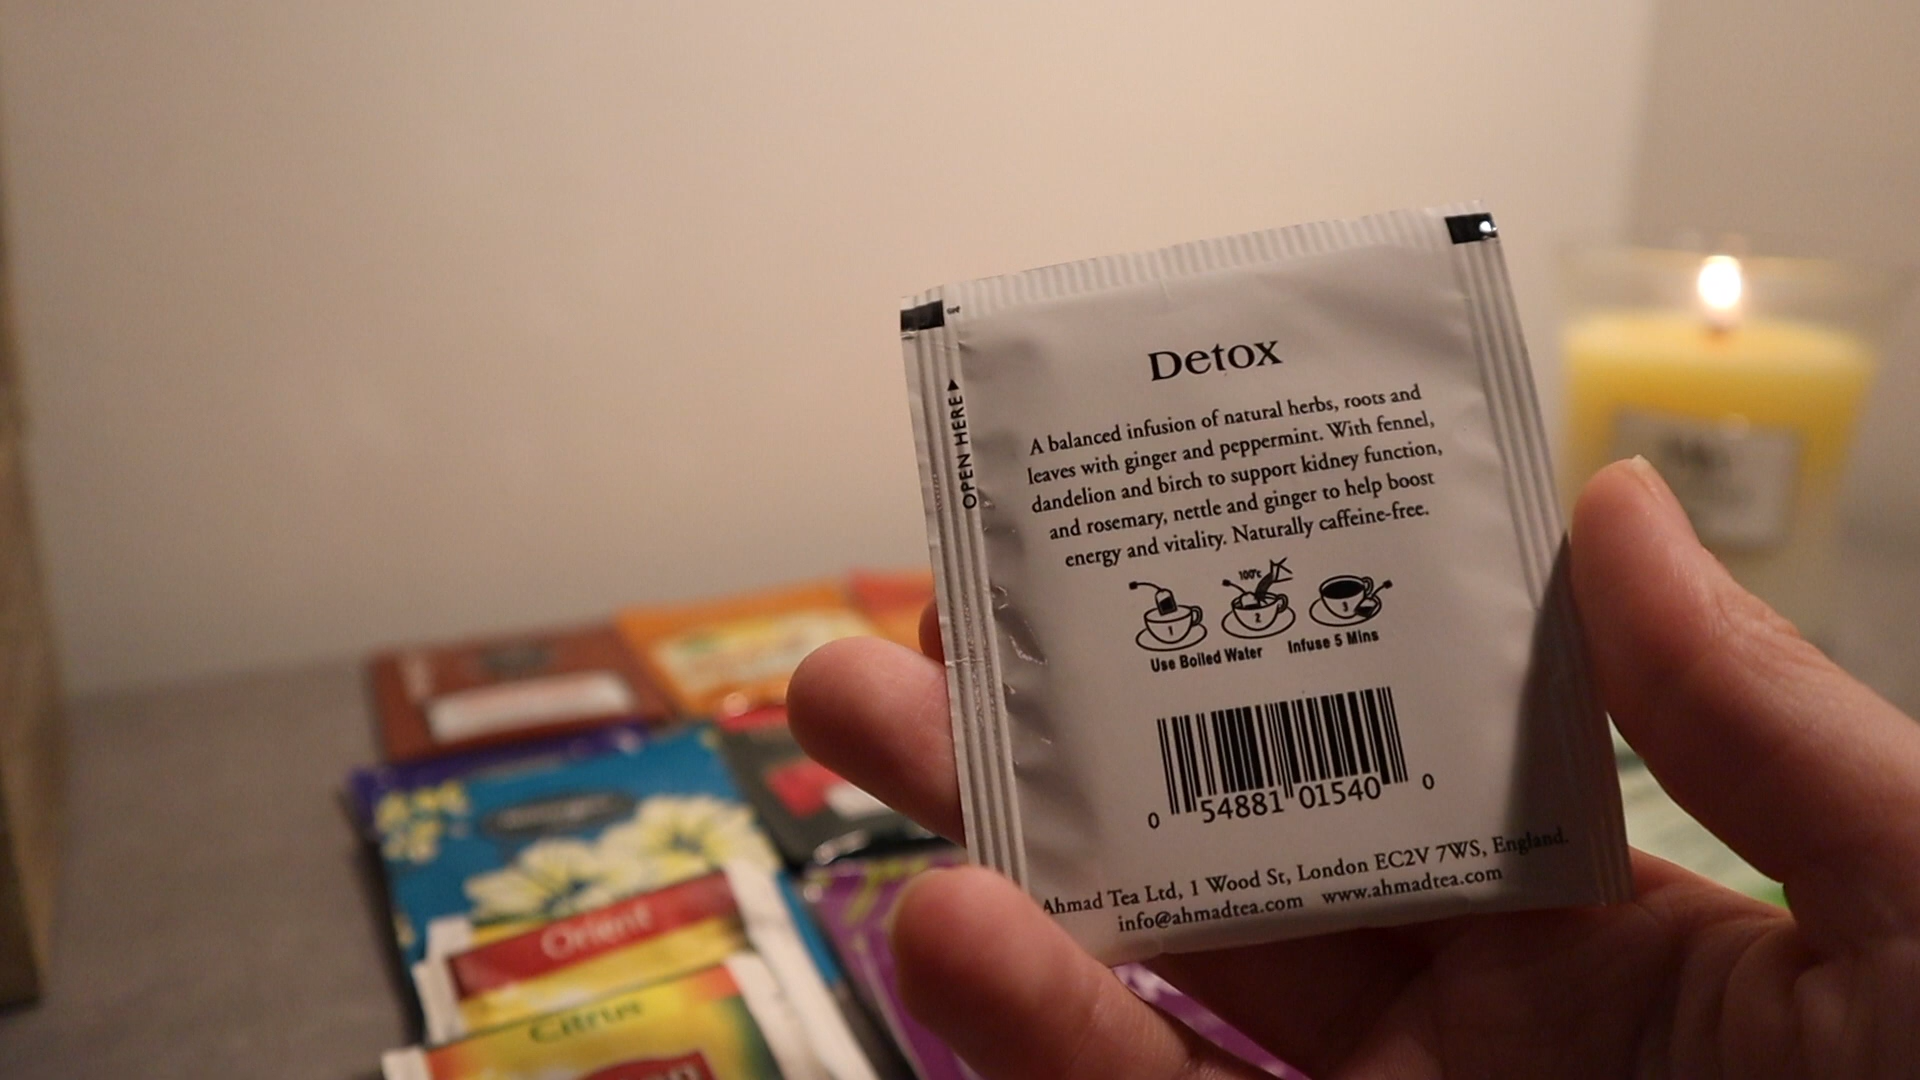 Detox
OPEN HERE
A balanced infusion of natural herbs, roots and
leaves with ginger and peppermint. With fennel,
dandelion and birch to support kidney function,
and rosemary, nettle and ginger to help boost
energy and vitality. Naturally caffeine-free.
100°c
1 2 3
Use Boiled Water Infuse 5 Mins
0 54881 01540 0
Ahmad Tea Ltd, 1 Wood St, London EC2V 7WS, England.
info@ahmadtea.com www.ahmadtea.com
Orient
Citrus